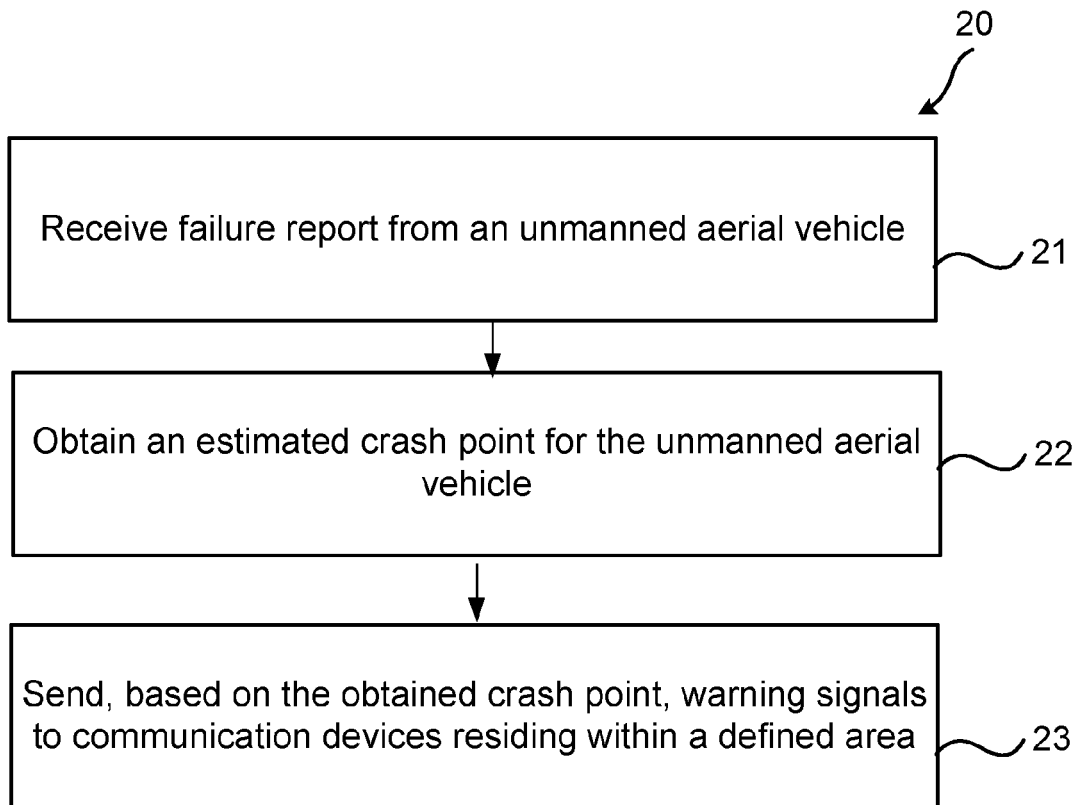 20
Receive failure report from an unmanned aerial vehicle
21
Obtain an estimated crash point for the unmanned aerial
vehicle
22
Send, based on the obtained crash point, warning signals
to communication devices residing within a defined area
23